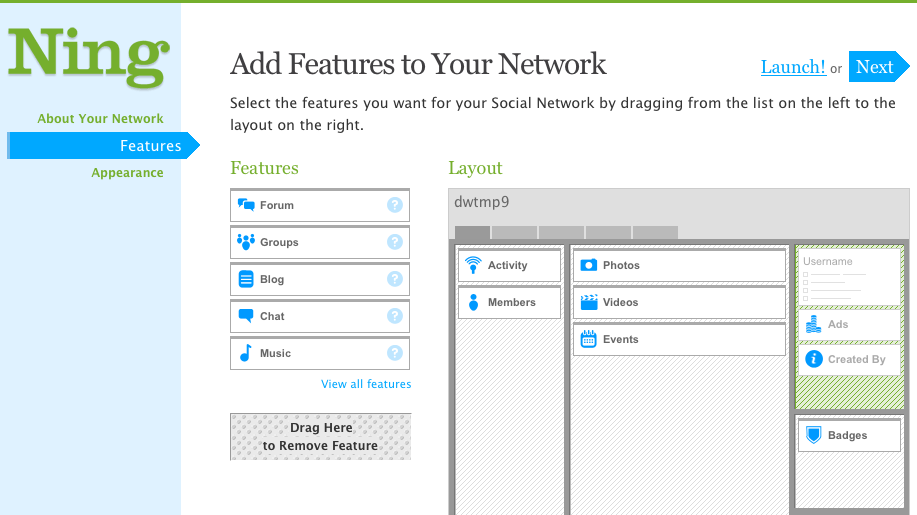 Ning
About Your Network
Features
Appearance
Add Features to Your Network
Launch! or Next
Select the features you want for your Social Network by dragging from the list on the left to the
layout on the right.
Features
Forum ?
Groups ?
Blog ?
Chat ?
Music ?
View all features
Drag Here
to Remove Feature
Layout
dwtmp9
Activity
Members
Photos
Videos
Events
Username
Ads
Created By
Badges